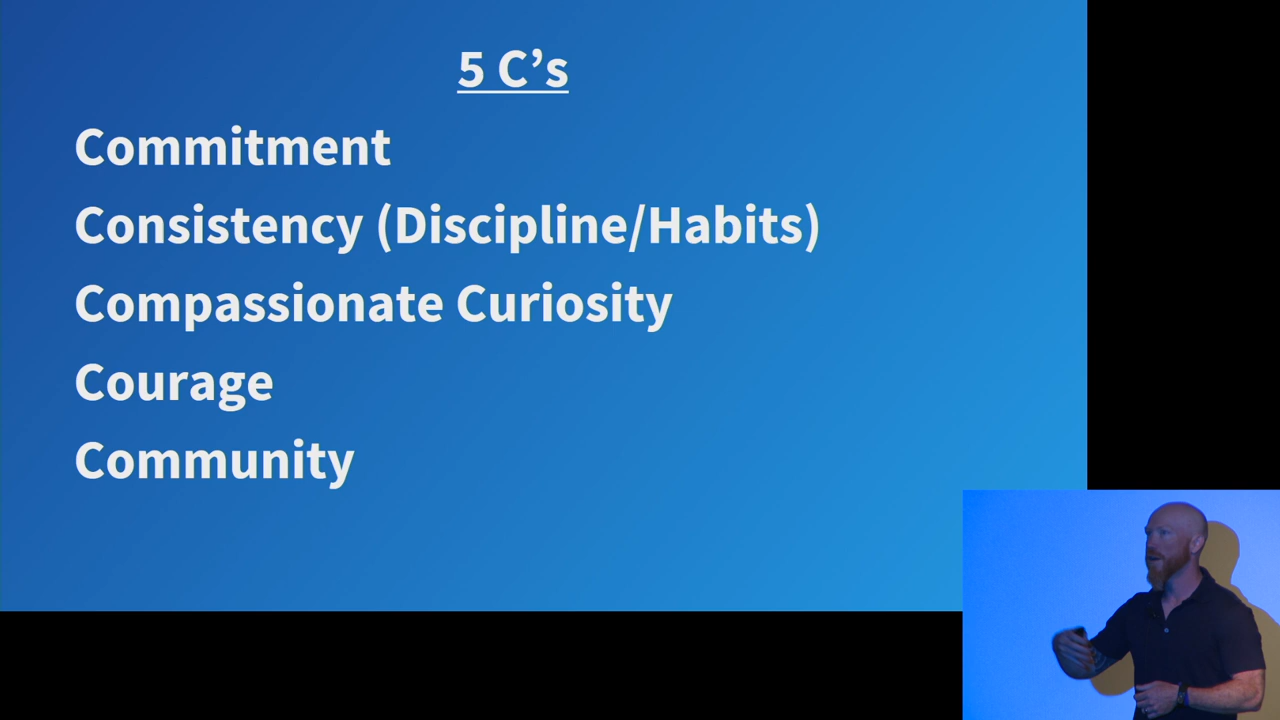 5 C’s
Commitment
Consistency (Discipline/Habits)
Compassionate Curiosity
Courage
Community